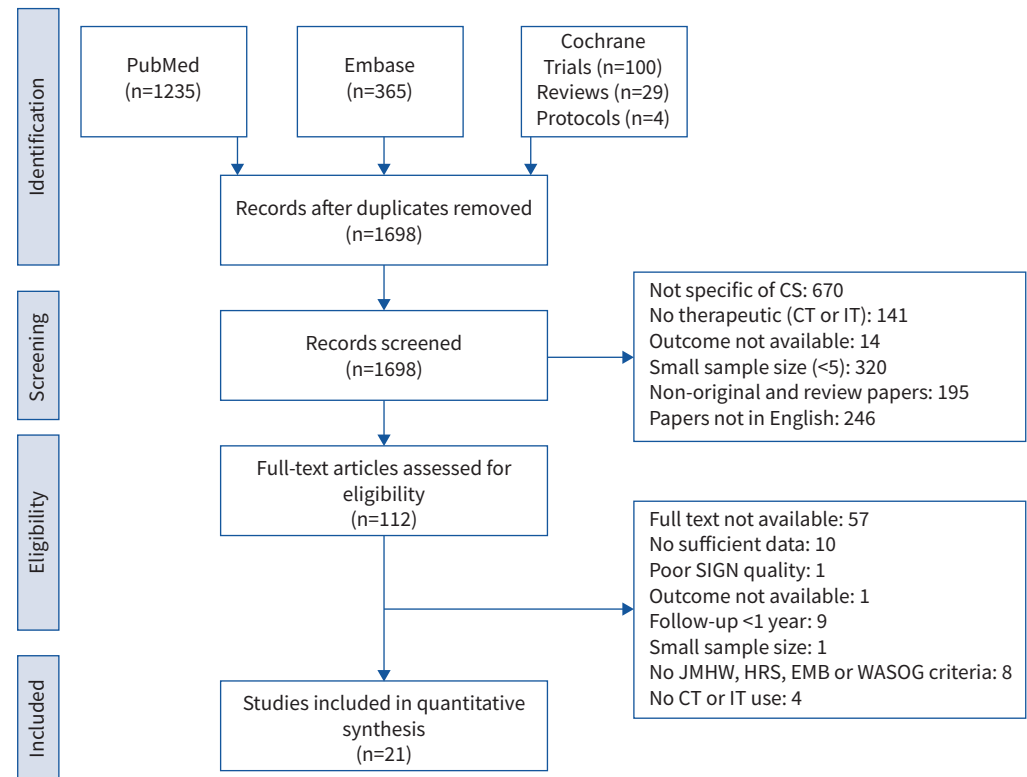 Identification
PubMed
(n=1235)
Embase
(n=365)
Cochrane
Trials (n=100)
Reviews (n=29)
Protocols (n=4)
Records after duplicates removed
(n=1698)
Screening
Records screened
(n=1698)
Not specific of CS: 670
No therapeutic (CT or IT): 141
Outcome not available: 14
Small sample size (<5): 320
Non-original and review papers: 195
Papers not in English: 246
Eligibility
Full-text articles assessed for
eligibility
(n=112)
Full text not available: 57
No sufficient data: 10
Poor SIGN quality: 1
Outcome not available: 1
Follow-up <1 year: 9
Small sample size: 1
No JMHW, HRS, EMB or WASOG criteria: 8
No CT or IT use: 4
Included
Studies included in quantitative
synthesis
(n=21)